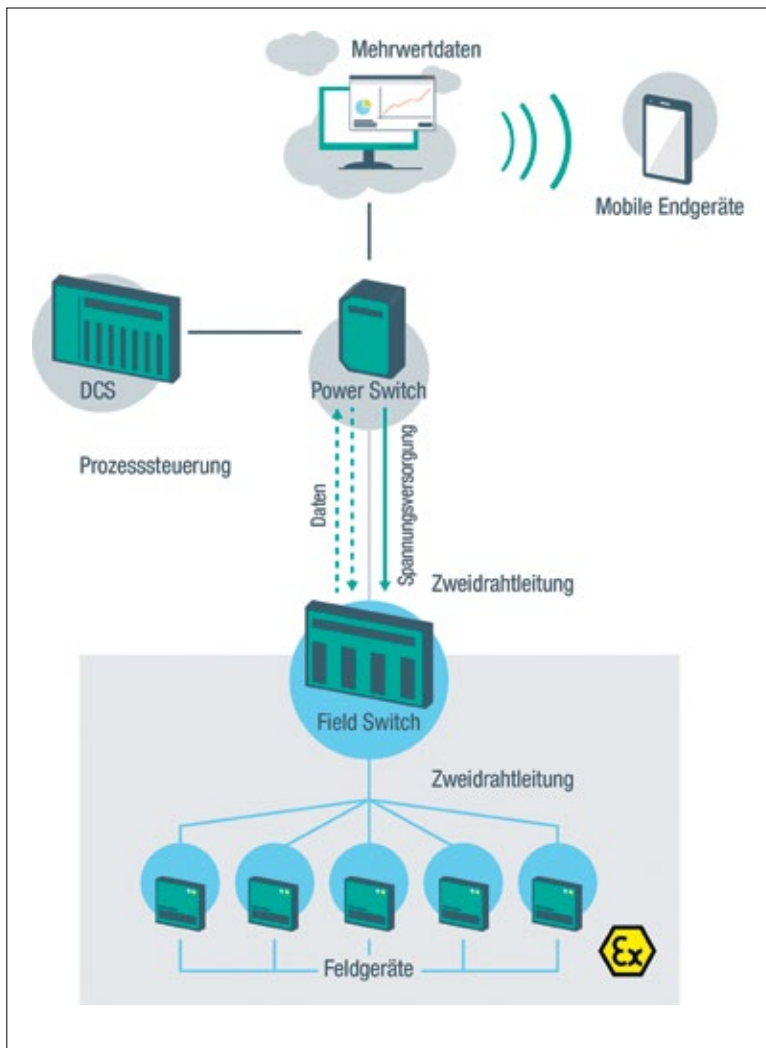 Mehrwertdaten
Mobile Endgeräte
DCS
Power Switch
Prozesssteuerung
Daten
Spannungsversorgung
Zweidrahtleitung
Field Switch
Zweidrahtleitung
Feldgeräte
Ex